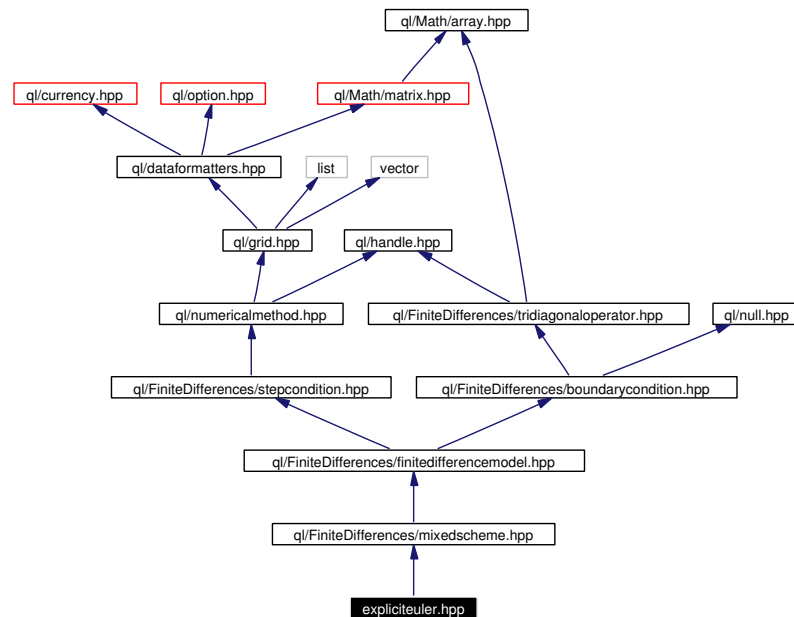 ql/Math/array.hpp
ql/currency.hpp
ql/option.hpp
ql/Math/matrix.hpp
ql/dataformatters.hpp
list
vector
ql/grid.hpp
ql/handle.hpp
ql/numericalmethod.hpp
ql/FiniteDifferences/tridiagonaloperator.hpp
ql/null.hpp
ql/FiniteDifferences/stepcondition.hpp
ql/FiniteDifferences/boundarycondition.hpp
ql/FiniteDifferences/finitedifferencemodel.hpp
ql/FiniteDifferences/mixedscheme.hpp
expliciteuler.hpp